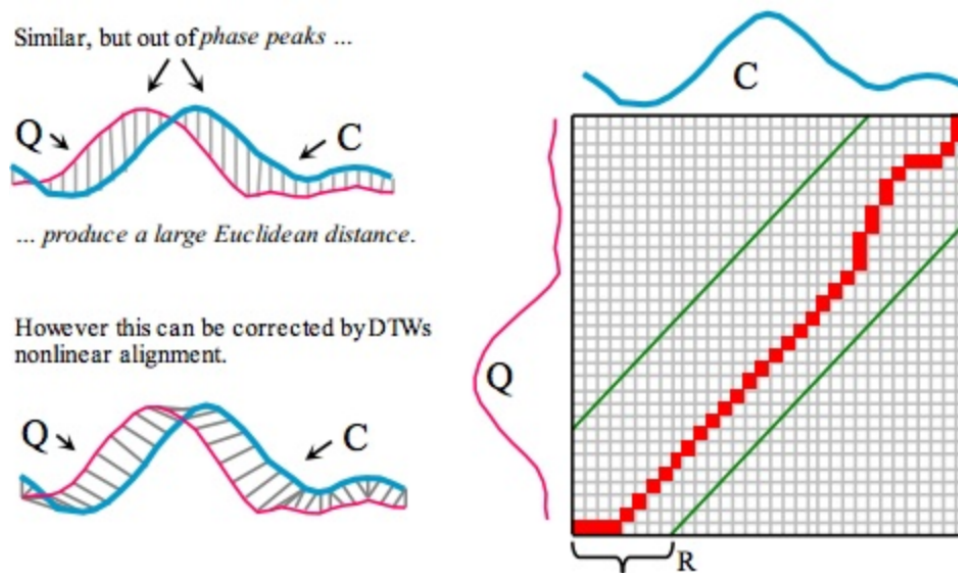 Similar, but out of phase peaks ...
Q
C
... produce a large Euclidean distance.
However this can be corrected by DTWs
nonlinear alignment.
Q
C
C
Q
R